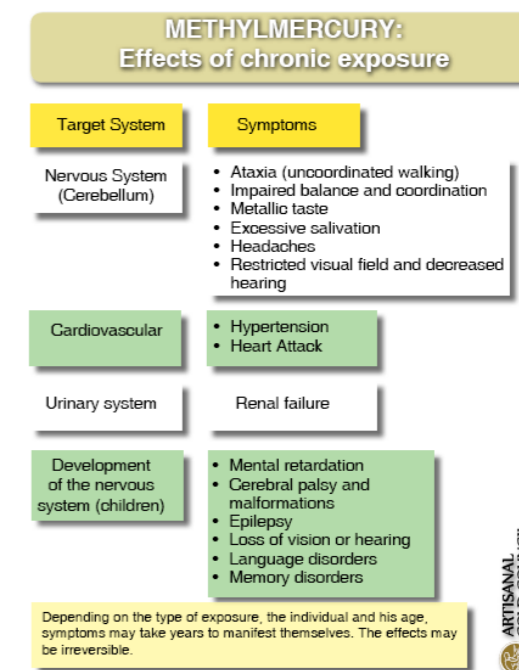 METHYLMERCURY:
Effects of chronic exposure
Target System
Symptoms
Nervous System
(Cerebellum)
• Ataxia (uncoordinated walking)
• Impaired balance and coordination
• Metallic taste
• Excessive salivation
• Headaches
• Restricted visual field and decreased
hearing
Cardiovascular
• Hypertension
• Heart Attack
Urinary system
Renal failure
Development
of the nervous
system (children)
• Mental retardation
• Cerebral palsy and
malformations
• Epilepsy
• Loss of vision or hearing
• Language disorders
• Memory disorders
Depending on the type of exposure, the individual and his age,
symptoms may take years to manifest themselves. The effects may
be irreversible.
ARTISANAL